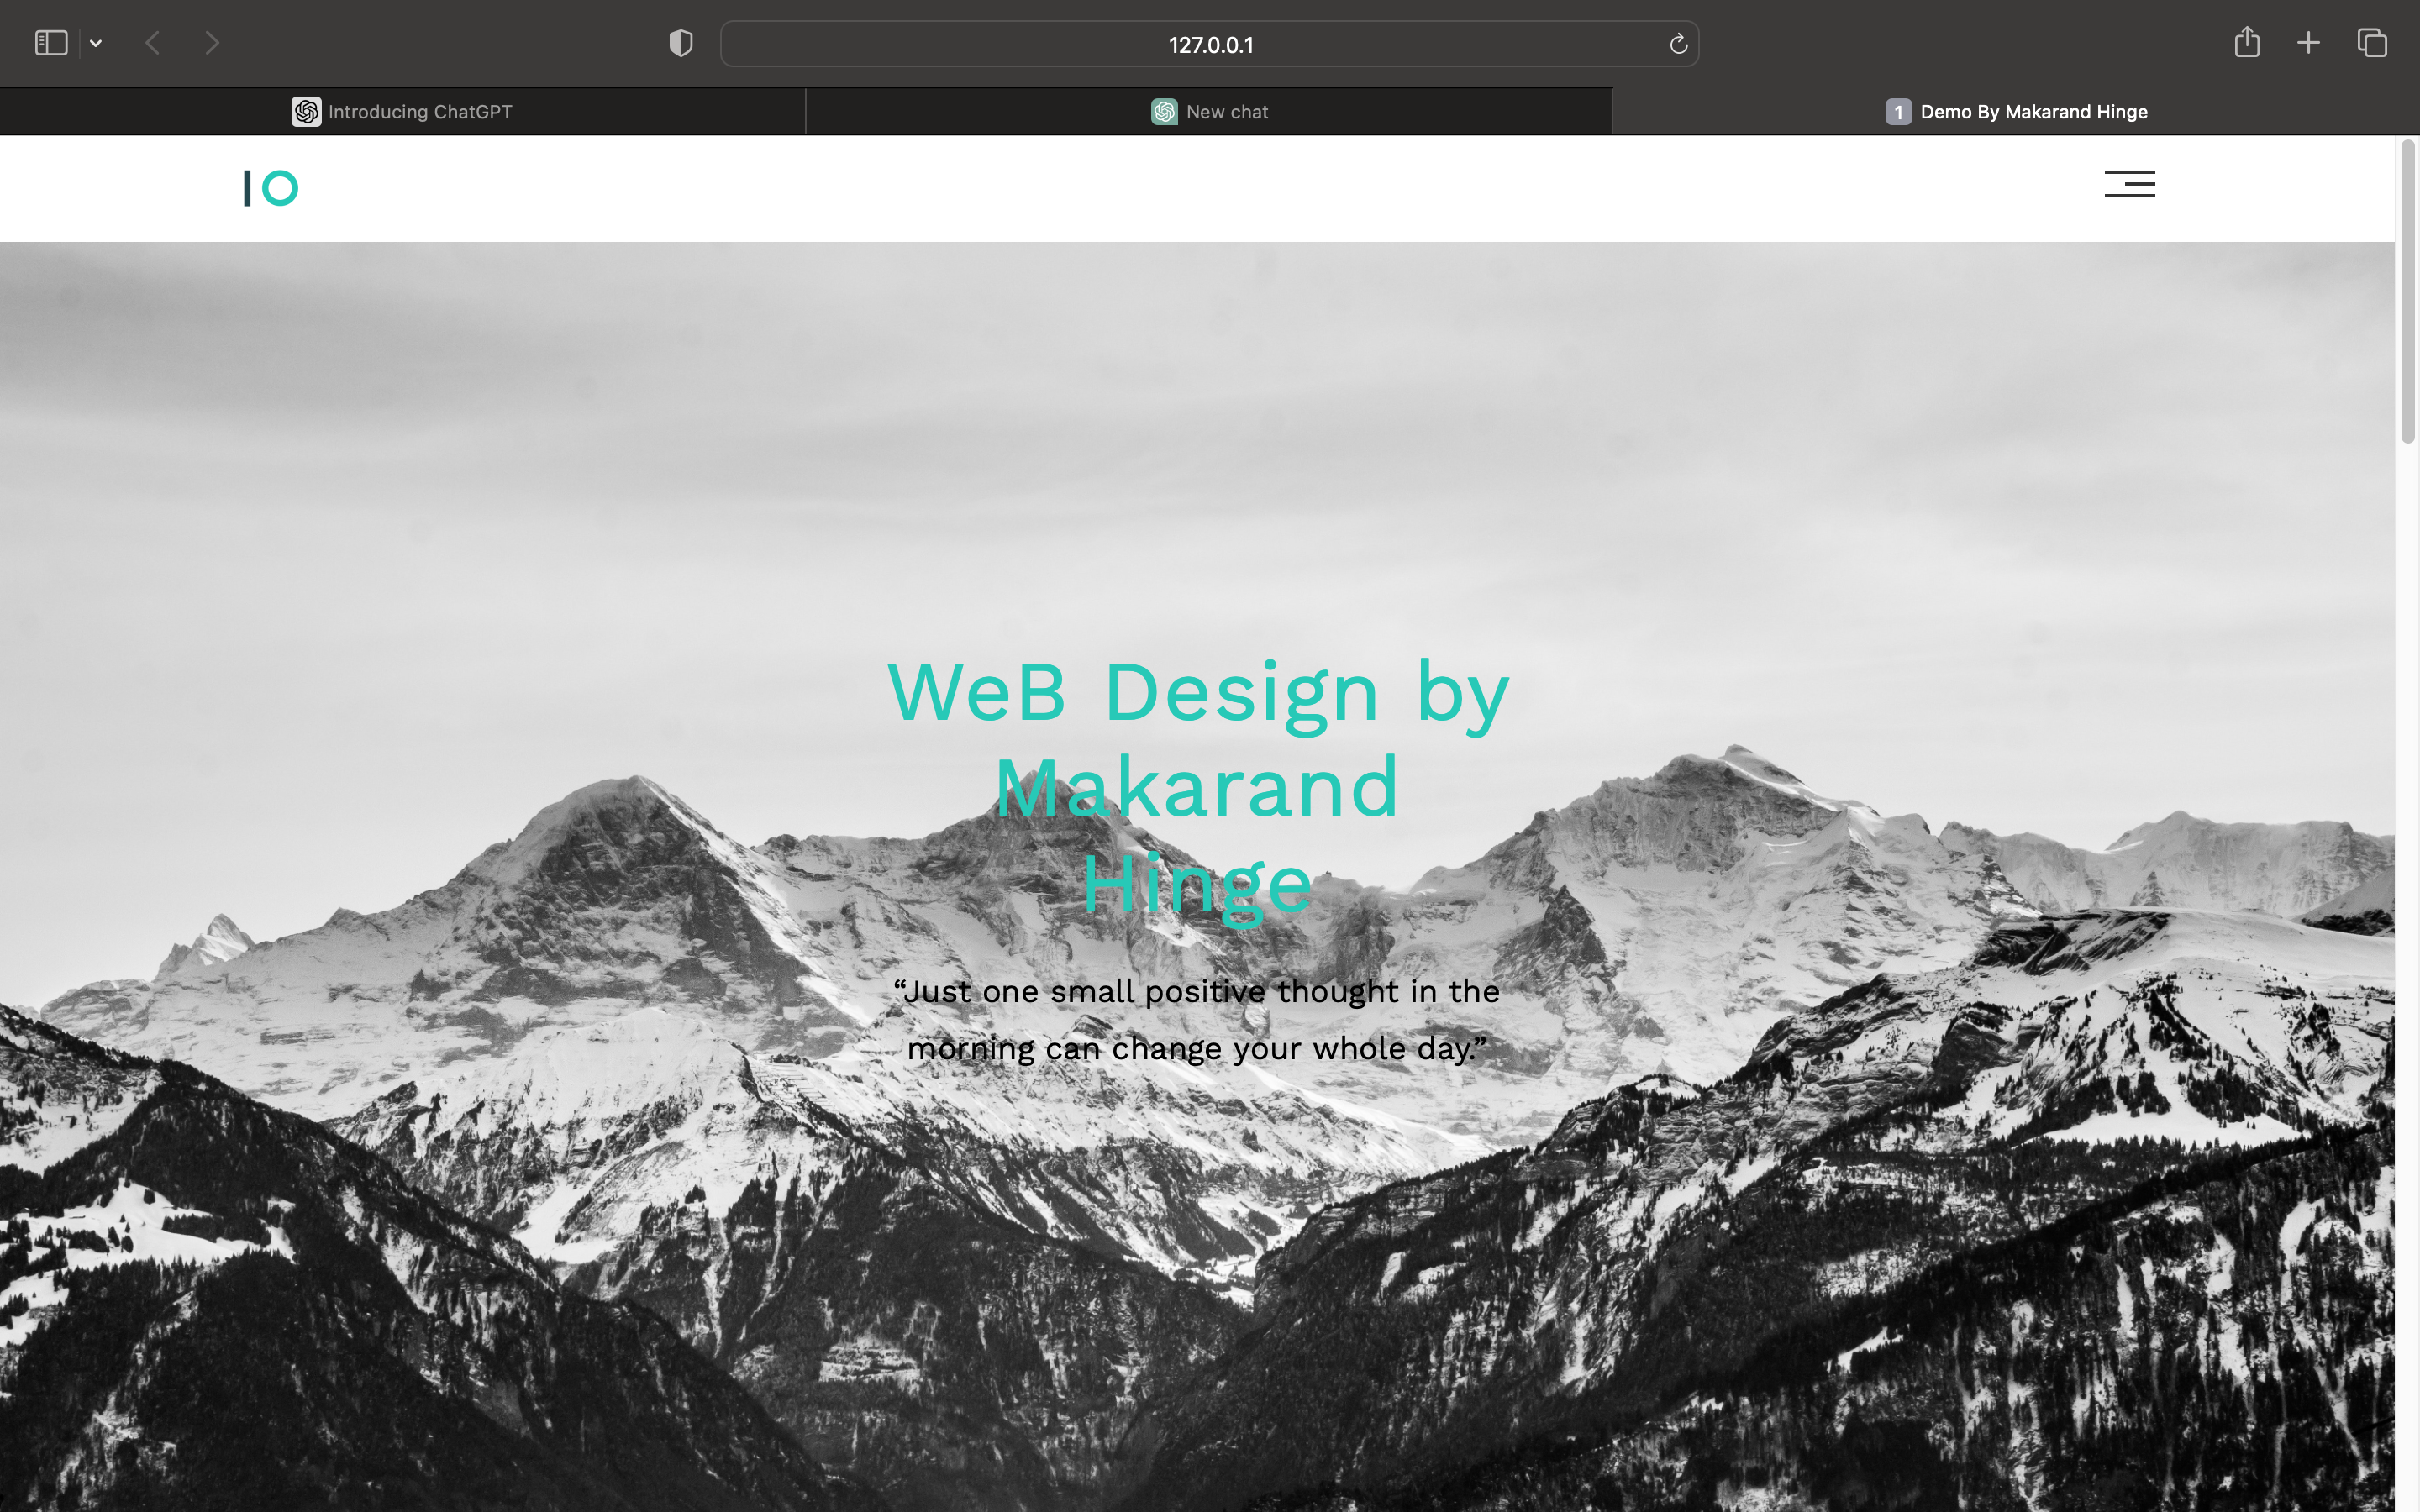 127.0.0.1
Introducing ChatGPT
New chat
1 Demo By Makarand Hinge
IO
WeB Design by
Makarand
Hinge
“Just one small positive thought in the
morning can change your whole day.”